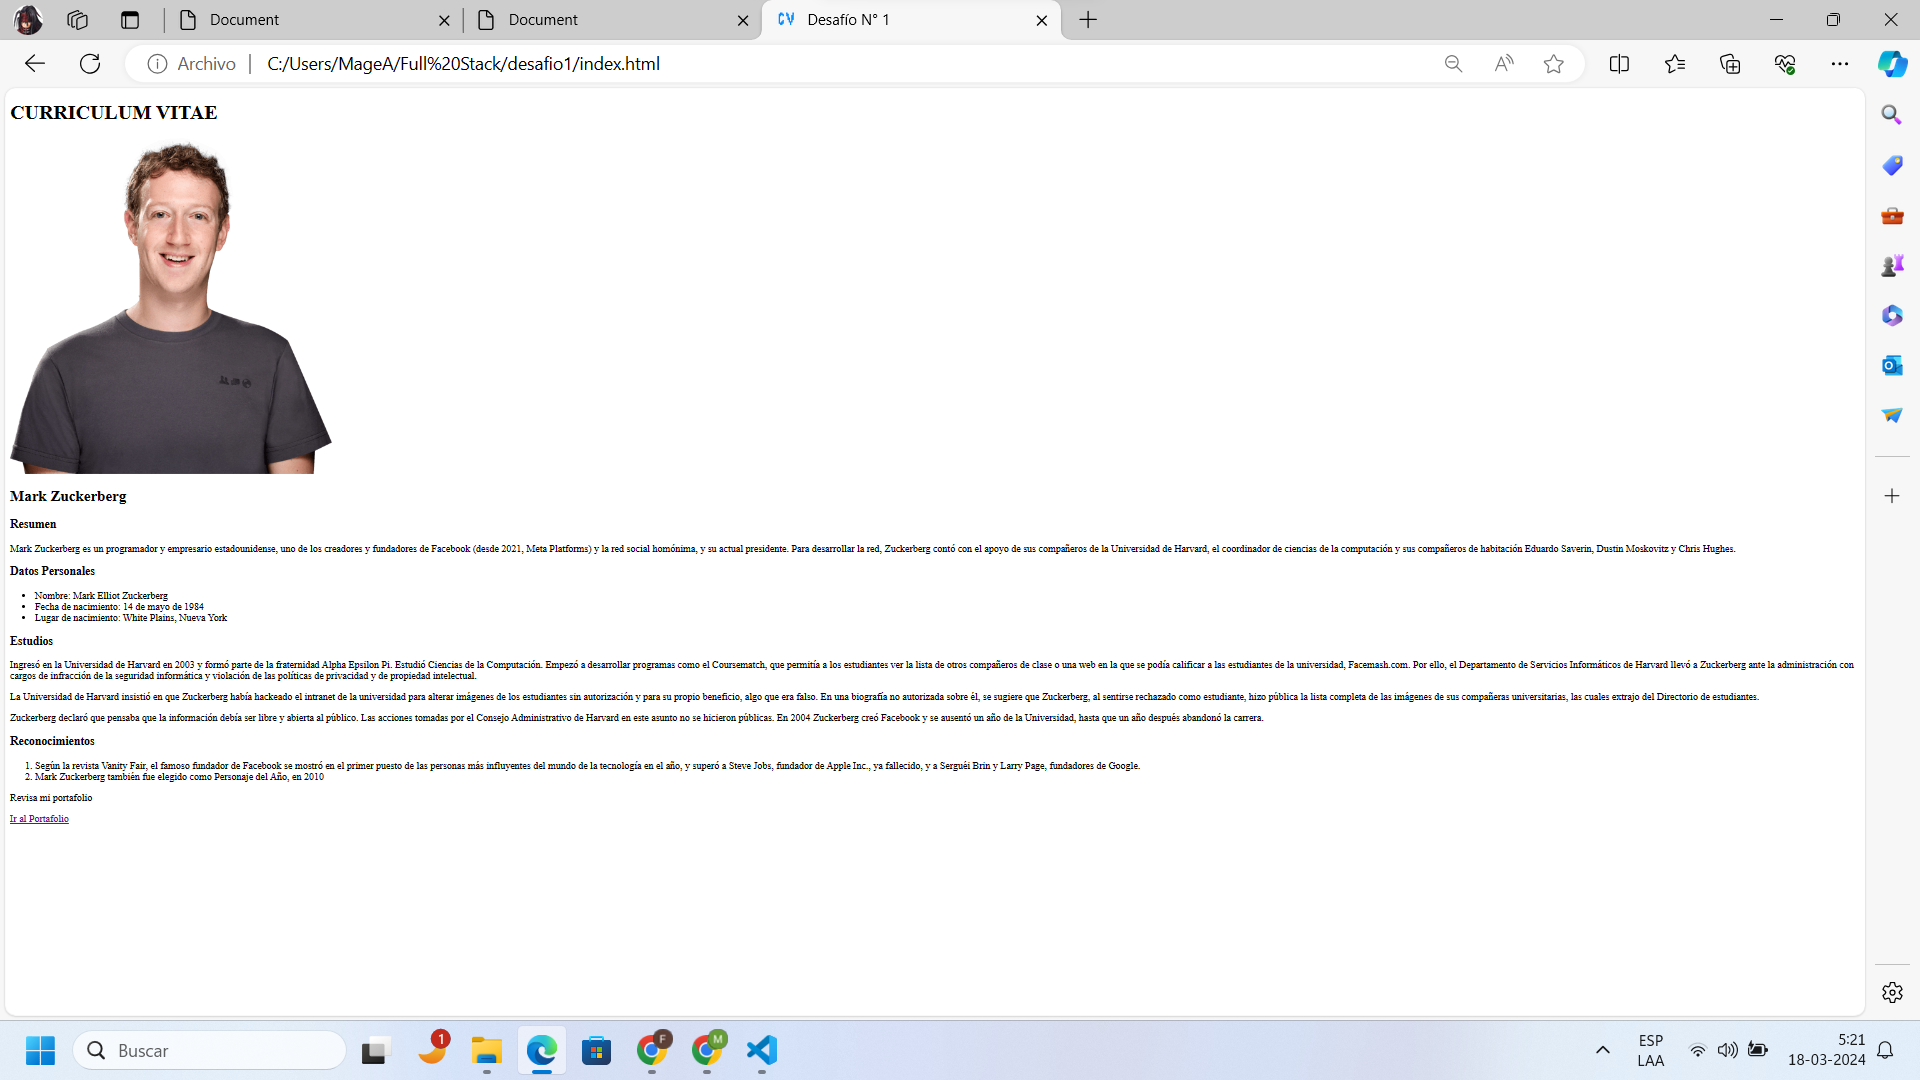 Document
Document
CV Desafío N° 1
Archivo
C:/Users/MageA/Full%20Stack/desafio1/index.html
CURRICULUM VITAE
Mark Zuckerberg
Resumen
Mark Zuckerberg es un programador y empresario estadounidense, uno de los creadores y fundadores de Facebook (desde 2021, Meta Platforms) y la red social homónima, y su actual presidente. Para desarrollar la red, Zuckerberg contó con el apoyo de sus compañeros de la Universidad de Harvard, el coordinador de ciencias de la computación y sus compañeros de habitación Eduardo Saverin, Dustin Moskovitz y Chris Hughes.
Datos Personales
• Nombre: Mark Elliot Zuckerberg
• Fecha de nacimiento: 14 de mayo de 1984
• Lugar de nacimiento: White Plains, Nueva York
Estudios
Ingresó en la Universidad de Harvard en 2003 y formó parte de la fraternidad Alpha Epsilon Pi. Estudió Ciencias de la Computación. Empezó a desarrollar programas como el Coursematch, que permitía a los estudiantes ver la lista de otros compañeros de clase o una web en la que se podía calificar a las estudiantes de la universidad, Facemash.com. Por ello, el Departamento de Servicios Informáticos de Harvard llevó a Zuckerberg ante la administración con
cargos de infracción de la seguridad informática y violación de las políticas de privacidad y de propiedad intelectual.
La Universidad de Harvard insistió en que Zuckerberg había hackeado el intranet de la universidad para alterar imágenes de los estudiantes sin autorización y para su propio beneficio, algo que era falso. En una biografía no autorizada sobre él, se sugiere que Zuckerberg, al sentirse rechazado como estudiante, hizo pública la lista completa de las imágenes de sus compañeras universitarias, las cuales extrajo del Directorio de estudiantes.
Zuckerberg declaró que pensaba que la información debía ser libre y abierta al público. Las acciones tomadas por el Consejo Administrativo de Harvard en este asunto no se hicieron públicas. En 2004 Zuckerberg creó Facebook y se ausentó un año de la Universidad, hasta que un año después abandonó la carrera.
Reconocimientos
1. Según la revista Vanity Fair, el famoso fundador de Facebook se mostró en el primer puesto de las personas más influyentes del mundo de la tecnología en el año, y superó a Steve Jobs, fundador de Apple Inc., ya fallecido, y a Serguéi Brin y Larry Page, fundadores de Google.
2. Mark Zuckerberg también fue elegido como Personaje del Año, en 2010
Revisa mi portafolio
Ir al Portafolio
Buscar
1
F
M
ESP
LAA
5:21
18-03-2024